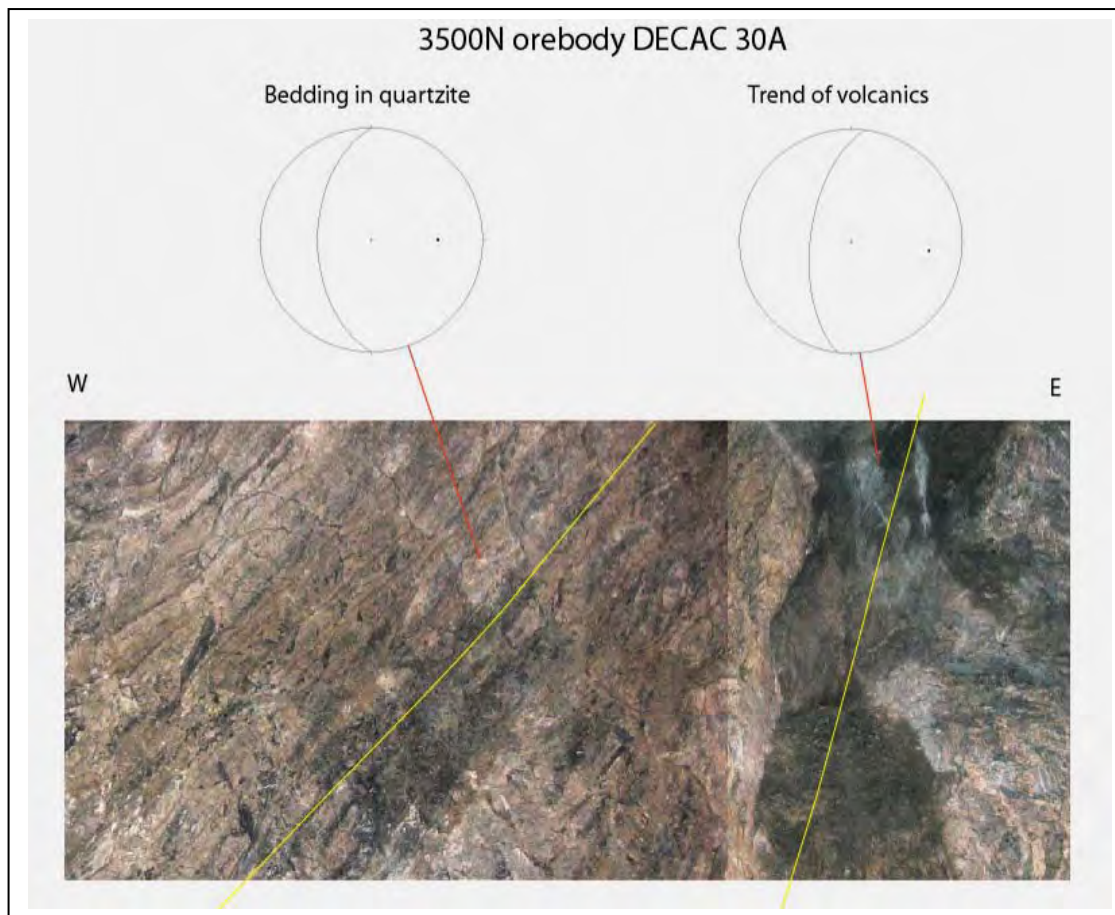 3500N orebody DECAC 30A
Bedding in quartzite
Trend of volcanics
W
E